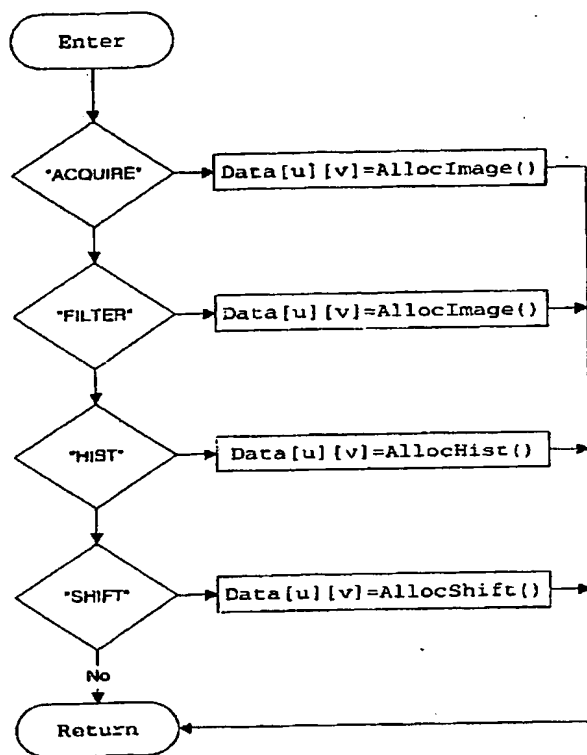 Enter
"ACQUIRE"
Data[u][v]=AllocImage()
"FILTER"
Data[u][v]=AllocImage()
"HIST"
Data[u][v]=AllocHist()
"SHIFT"
Data[u][v]=AllocShift()
No
Return